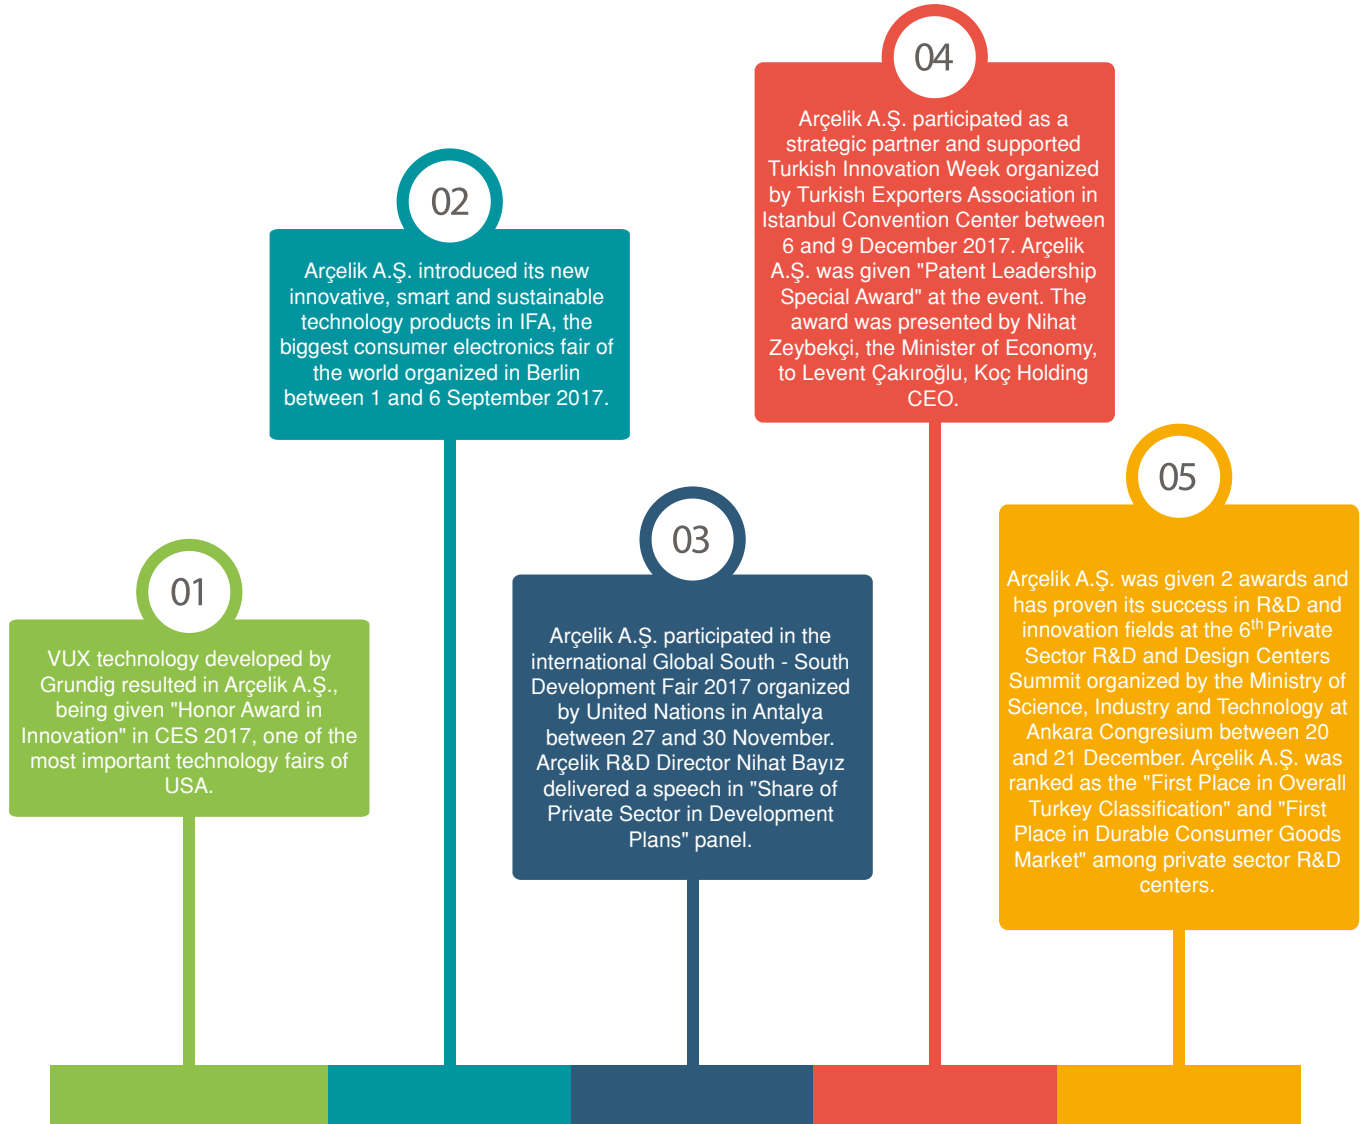 01
VUX technology developed by
Grundig resulted in Arçelik A.Ş.,
being given "Honor Award in
Innovation" in CES 2017, one of the
most important technology fairs of
USA.
02
Arçelik A.Ş. introduced its new
innovative, smart and sustainable
technology products in IFA, the
biggest consumer electronics fair of
the world organized in Berlin
between 1 and 6 September 2017.
03
Arçelik A.Ş. participated in the
international Global South - South
Development Fair 2017 organized
by United Nations in Antalya
between 27 and 30 November.
Arçelik R&D Director Nihat Bayız
delivered a speech in "Share of
Private Sector in Development
Plans" panel.
04
Arçelik A.Ş. participated as a
strategic partner and supported
Turkish Innovation Week organized
by Turkish Exporters Association in
Istanbul Convention Center between
6 and 9 December 2017. Arçelik
A.Ş. was given "Patent Leadership
Special Award" at the event. The
award was presented by Nihat
Zeybekçi, the Minister of Economy,
to Levent Çakıroğlu, Koç Holding
CEO.
05
Arçelik A.Ş. was given 2 awards and
has proven its success in R&D and
innovation fields at the 6th Private
Sector R&D and Design Centers
Summit organized by the Ministry of
Science, Industry and Technology at
Ankara Congresium between 20
and 21 December. Arçelik A.Ş. was
ranked as the "First Place in Overall
Turkey Classification" and "First
Place in Durable Consumer Goods
Market" among private sector R&D
centers.